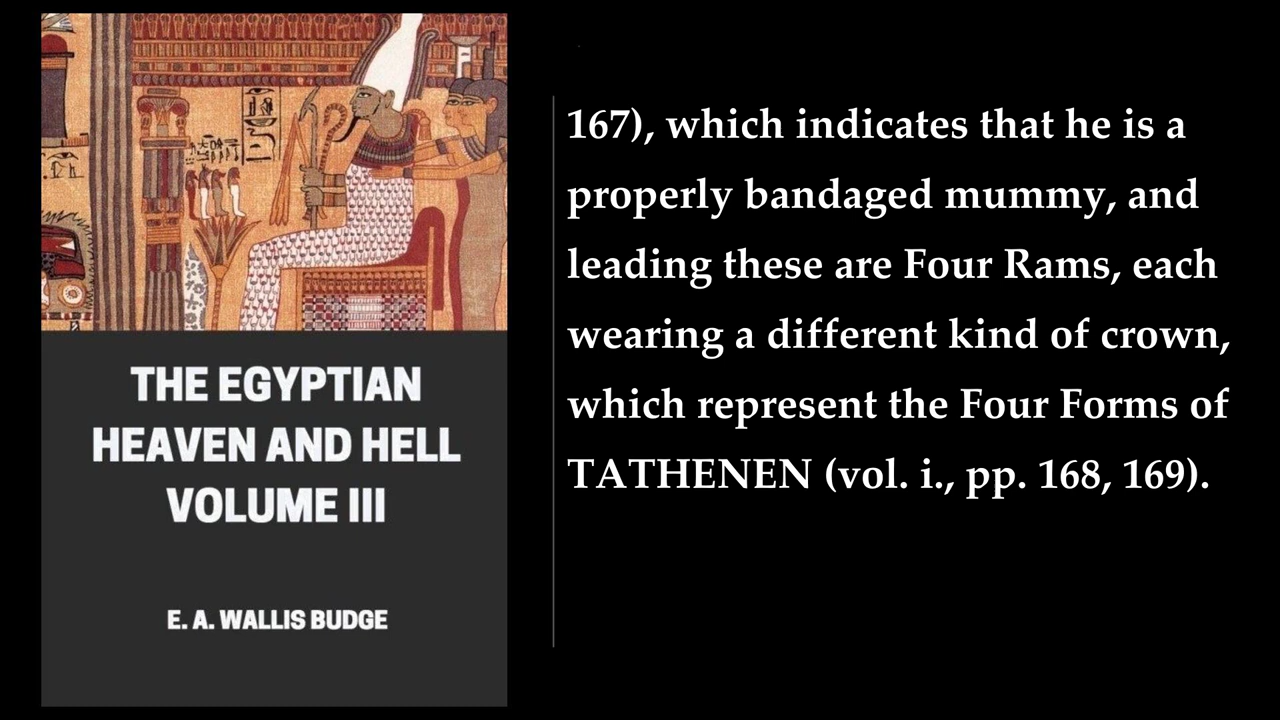 THE EGYPTIAN
HEAVEN AND HELL
VOLUME III
E. A. WALLIS BUDGE
167), which indicates that he is a
properly bandaged mummy, and
leading these are Four Rams, each
wearing a different kind of crown,
which represent the Four Forms of
TATHENEN (vol. i., pp. 168, 169).